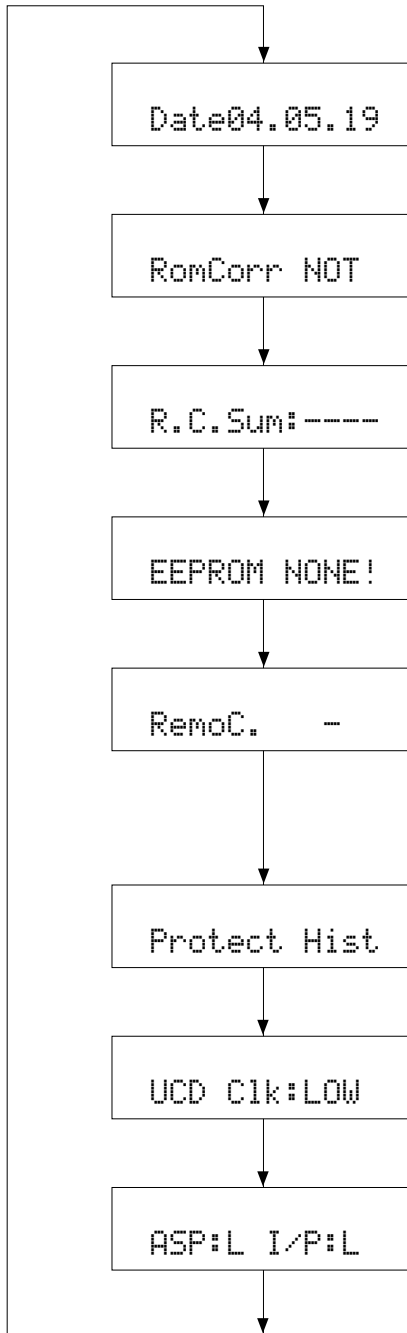 Date04.05.19
RomCorr NOT
R.C.Sum:----
EEPROM NONE!
RemoC. -
Protect Hist
UCD Clk:LOW
ASP:L I/P:L